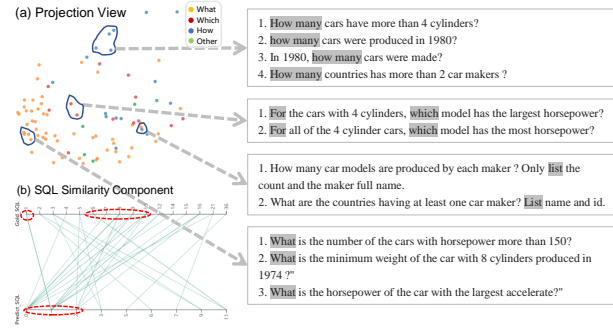 (a) Projection View
What
Which
How
Other
1. How many cars have more than 4 cylinders?
2. how many cars were produced in 1980?
3. In 1980, how many cars were made?
4. How many countries has more than 2 car makers ?
1. For the cars with 4 cylinders, which model has the largest horsepower?
2. For all of the 4 cylinder cars, which model has the most horsepower?
1. How many car models are produced by each maker ? Only list the
count and the maker full name.
2. What are the countries having at least one car maker? List name and id.
1. What is the number of the cars with horsepower more than 150?
2. What is the minimum weight of the car with 8 cylinders produced in
1974 ?"
3. What is the horsepower of the car with the largest accelerate?"
(b) SQL Similarity Component
Gold SQL
Predict SQL